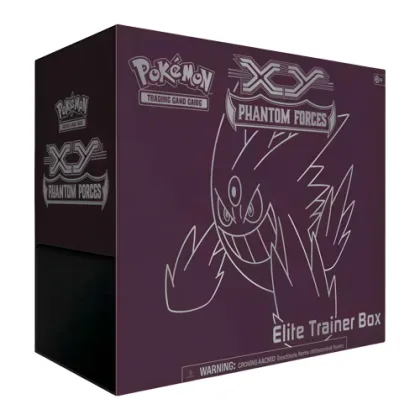 POKéMON
TRADING CARD GAME
XY
PHANTOM FORCES
POKéMON
XY
PHANTOM FORCES
Elite Trainer Box
WARNING: